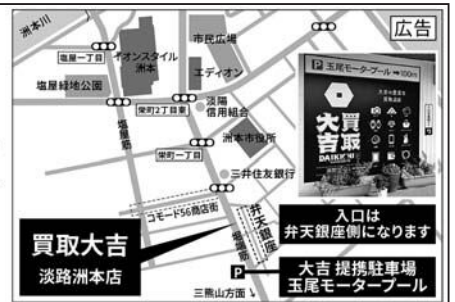 広告
洲本川
塩屋一丁目
イオンスタイル
洲本
市民広場
エディオン
塩屋緑地公園
栄町2丁目東
淡陽
信用組合
塩屋筋
栄町一丁目
洲本市役所
三井住友銀行
コモード56商店街
弁天銀座
堀端筋
買取大吉
淡路洲本店
入口は
弁天銀座側になります
P
大吉 提携駐車場
玉尾モータープール
三熊山方面
P 玉尾モータープール ➡100m
買取
大吉
DAIKICHI